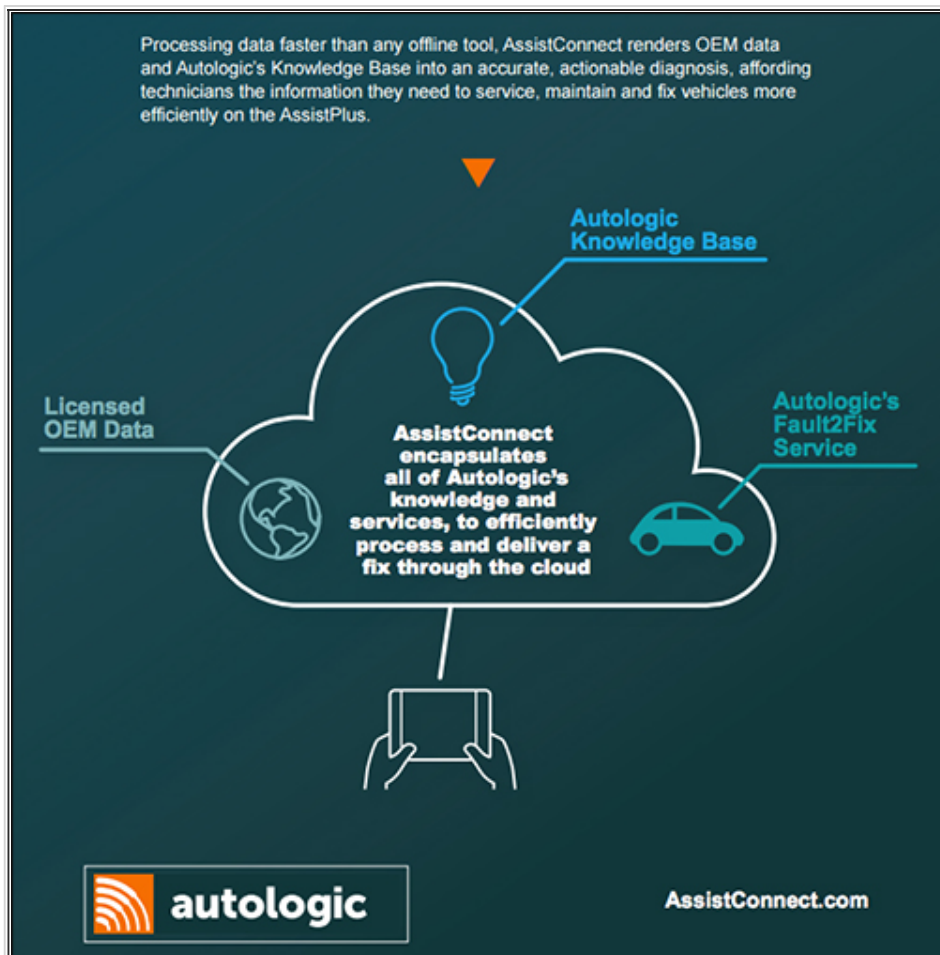 Processing data faster than any offline tool, AssistConnect renders OEM data
and Autologic's Knowledge Base into an accurate, actionable diagnosis, affording
technicians the information they need to service, maintain and fix vehicles more
efficiently on the AssistPlus.
Autologic
Knowledge Base
Licensed
OEM Data
Autologic's
Fault2Fix
Service
AssistConnect
encapsulates
all of Autologic's
knowledge and
services, to efficiently
process and deliver a
fix through the cloud
autologic
AssistConnect.com